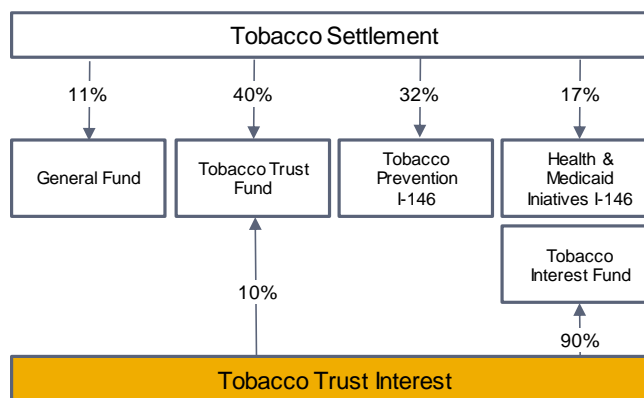 Tobacco Settlement
11%
40%
32%
17%
General Fund
Tobacco Trust
Fund
Tobacco
Prevention
I-146
Health &
Medicaid
Iniatives I-146
Tobacco
Interest Fund
10%
90%
Tobacco Trust Interest